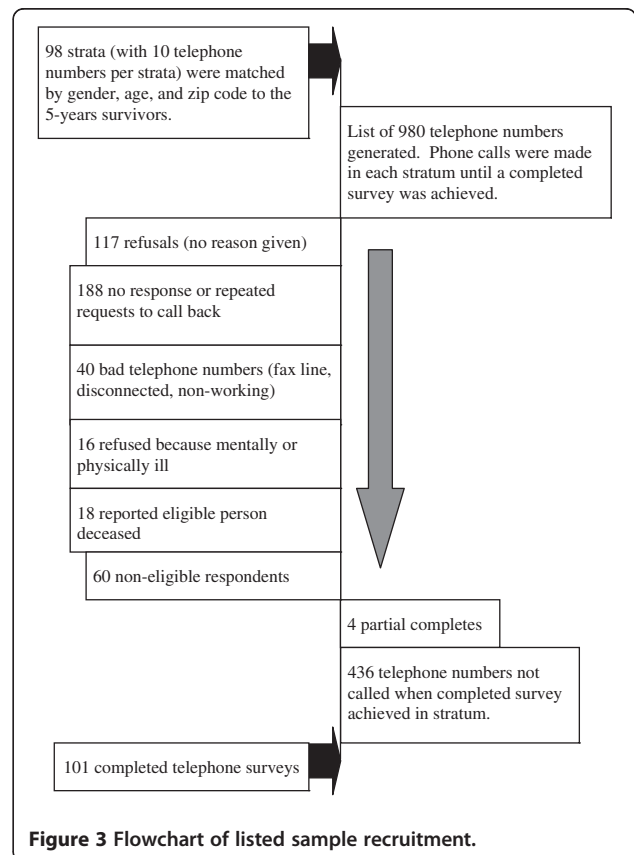 98 strata (with 10 telephone
numbers per strata) were matched
by gender, age, and zip code to the
5-years survivors.
List of 980 telephone numbers
generated. Phone calls were made
in each stratum until a completed
survey was achieved.
117 refusals (no reason given)
188 no response or repeated
requests to call back
40 bad telephone numbers (fax line,
disconnected, non-working)
16 refused because mentally or
physically ill
18 reported eligible person
deceased
60 non-eligible respondents
4 partial completes
436 telephone numbers not
called when completed survey
achieved in stratum.
101 completed telephone surveys
Figure 3 Flowchart of listed sample recruitment.